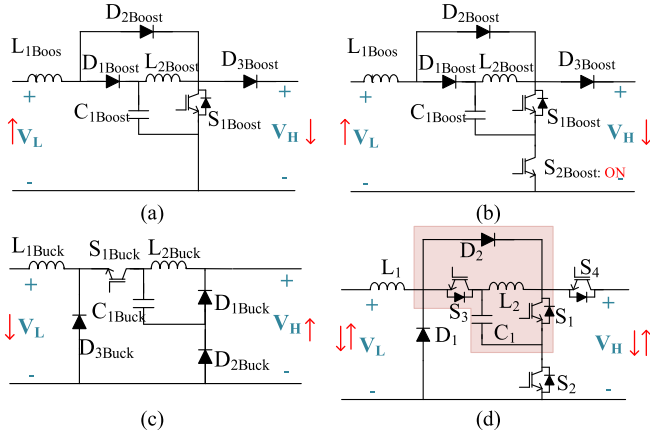 D2Boost
L1Boos
D1Boost
L2Boost
D3Boost
+
C1Boost
S1Boost
+
VL
VH
-
-
(a)
D2Boost
L1Boos
D1Boost
L2Boost
D3Boost
+
C1Boost
S1Boost
+
VL
VH
S2Boost: ON
-
-
(b)
L1Buck
S1Buck
L2Buck
+
C1Buck
D1Buck
+
VL
VH
D3Buck
D2Buck
-
-
(c)
D2
L1
S4
L2
+
S3
C1
S1
+
VL
D1
VH
S2
-
-
(d)